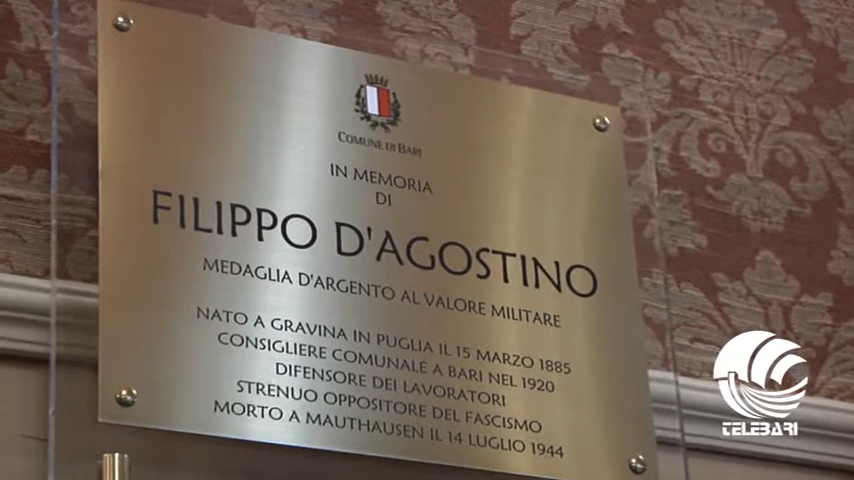 COMUNE DI BARI
IN MEMORIA
DI
FILIPPO D'AGOSTINO
MEDAGLIA D'ARGENTO AL VALORE MILITARE
NATO A GRAVINA IN PUGLIA IL 15 MARZO 1885
CONSIGLIERE COMUNALE A BARI NEL 1920
DIFENSORE DEI LAVORATORI
STRENUO OPPOSITORE DEL FASCISMO
MORTO A MAUTHAUSEN IL 14 LUGLIO 1944
TELEBARI